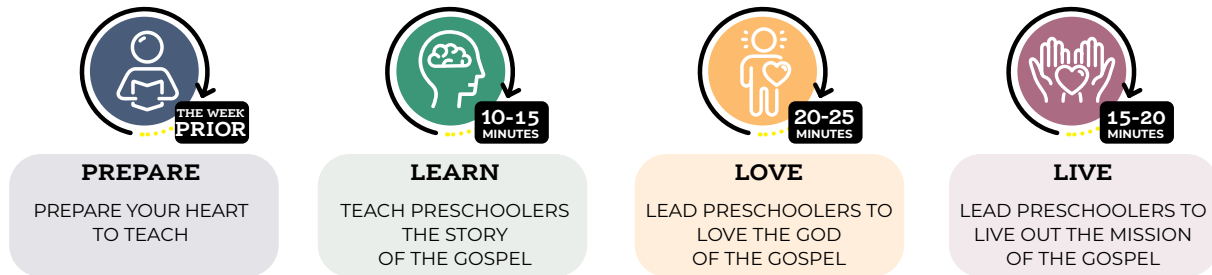 THE WEEK
PRIOR
PREPARE
PREPARE YOUR HEART
TO TEACH
10-15
MINUTES
LEARN
TEACH PRESCHOOLERS
THE STORY
OF THE GOSPEL
20-25
MINUTES
LOVE
LEAD PRESCHOOLERS TO
LOVE THE GOD
OF THE GOSPEL
15-20
MINUTES
LIVE
LEAD PRESCHOOLERS TO
LIVE OUT THE MISSION
OF THE GOSPEL